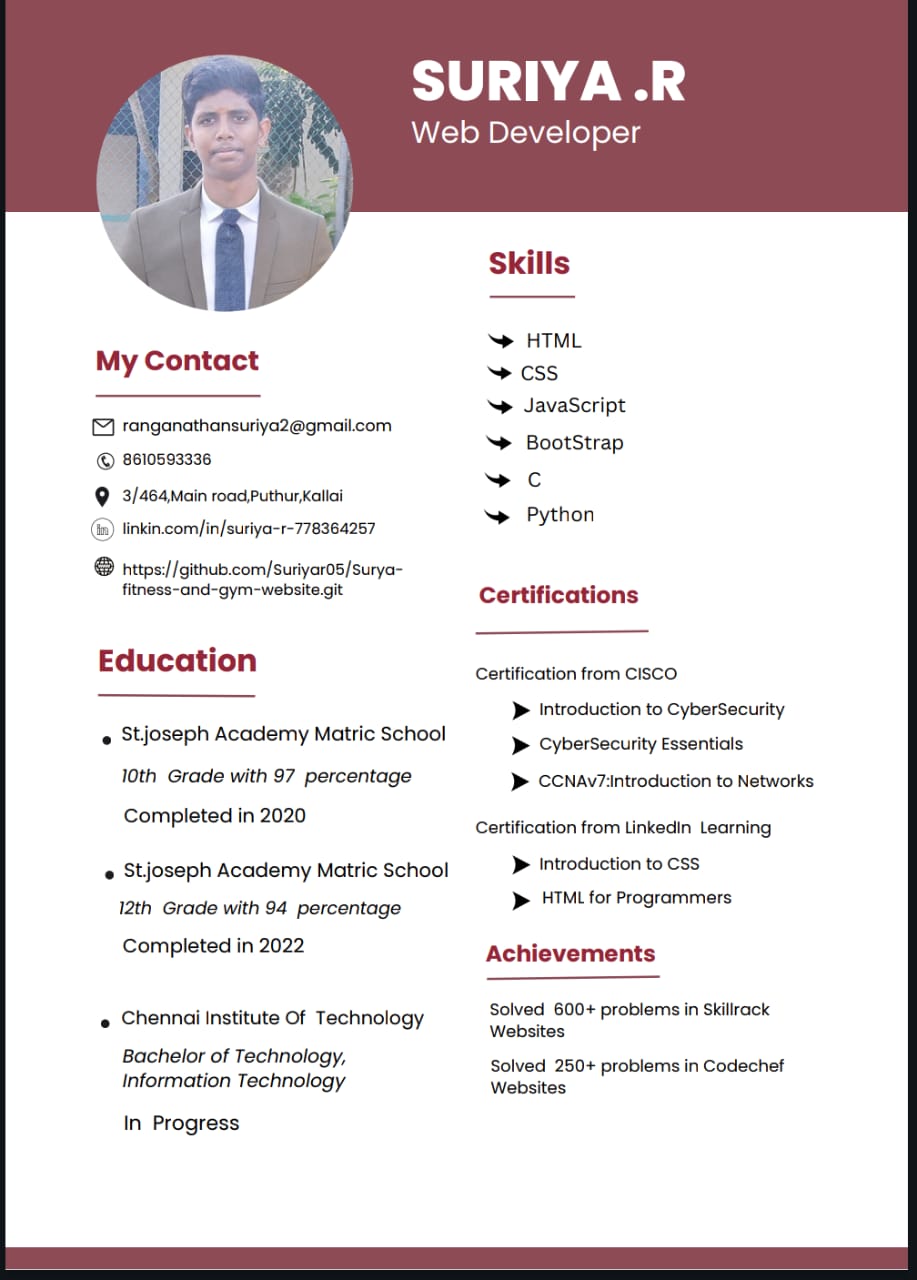 SURIYA .R
Web Developer
My Contact
ranganathansuriya2@gmail.com
8610593336
3/464,Main road,Puthur,Kallai
in
linkin.com/in/suriya-r-778364257
https://github.com/Suriyar05/Surya-
fitness-and-gym-website.git
Education
St.joseph Academy Matric School
10th Grade with 97 percentage
Completed in 2020
St.joseph Academy Matric School
12th Grade with 94 percentage
Completed in 2022
Chennai Institute Of Technology
Bachelor of Technology,
Information Technology
In Progress
Skills
HTML
CSS
JavaScript
BootStrap
C
Python
Certifications
Certification from CISCO
Introduction to CyberSecurity
CyberSecurity Essentials
CCNAv7:Introduction to Networks
Certification from LinkedIn Learning
Introduction to CSS
HTML for Programmers
Achievements
Solved 600+ problems in Skillrack
Websites
Solved 250+ problems in Codechef
Websites